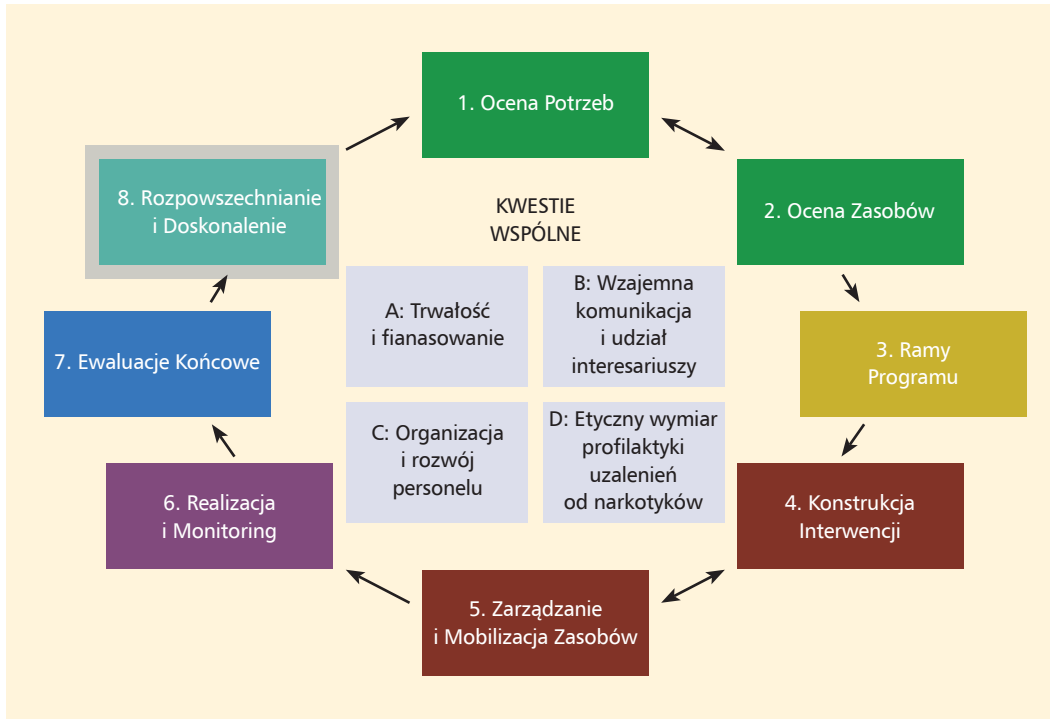 1. Ocena Potrzeb
2. Ocena Zasobów
3. Ramy
Programu
4. Konstrukcja
Interwencji
5. Zarządzanie
i Mobilizacja Zasobów
6. Realizacja
i Monitoring
7. Ewaluacje Końcowe
8. Rozpowszechnianie
i Doskonalenie
KWESTIE
WSPÓLNE
A: Trwałość
i fianasowanie
B: Wzajemna
komunikacja
i udział
interesariuszy
C: Organizacja
i rozwój
personelu
D: Etyczny wymiar
profilaktyki
uzalenień
od narkotyków